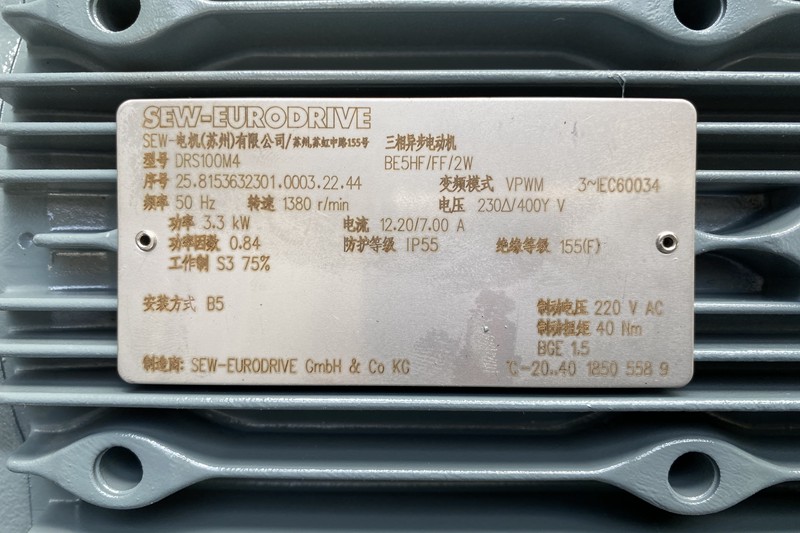 SEW-EURODRIVE
SEW-电机(苏州)有限公司/苏州,苏虹中路155号 三相异步电动机
型号 DRS100M4 BE5HF/FF/2W
序号 25.8153632301.0003.22.44 变频模式 VPWM 3~IEC60034
频率 50 Hz 转速 1380 r/min 电压 230Δ/400Y V
功率 3.3 kW 电流 12.20/7.00 A
功率因数 0.84 防护等级 IP55 绝缘等级 155(F)
工作制 S3 75%
安装方式 B5 制动电压 220 V AC
制动扭矩 40 Nm
BGE 1.5
制造商: SEW-EURODRIVE GmbH & Co KG °C-20..40 1850 558 9